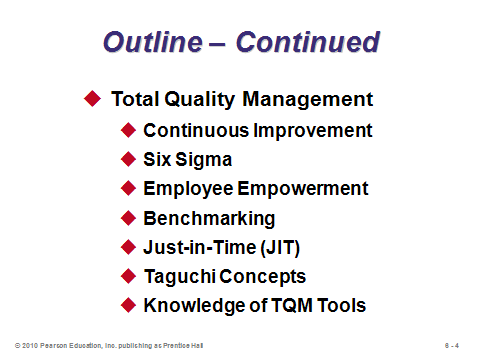 Outline – Continued
Total Quality Management
Continuous Improvement
Six Sigma
Employee Empowerment
Benchmarking
Just-in-Time (JIT)
Taguchi Concepts
Knowledge of TQM Tools
© 2010 Pearson Education, Inc. publishing as Prentice Hall
6 - 4